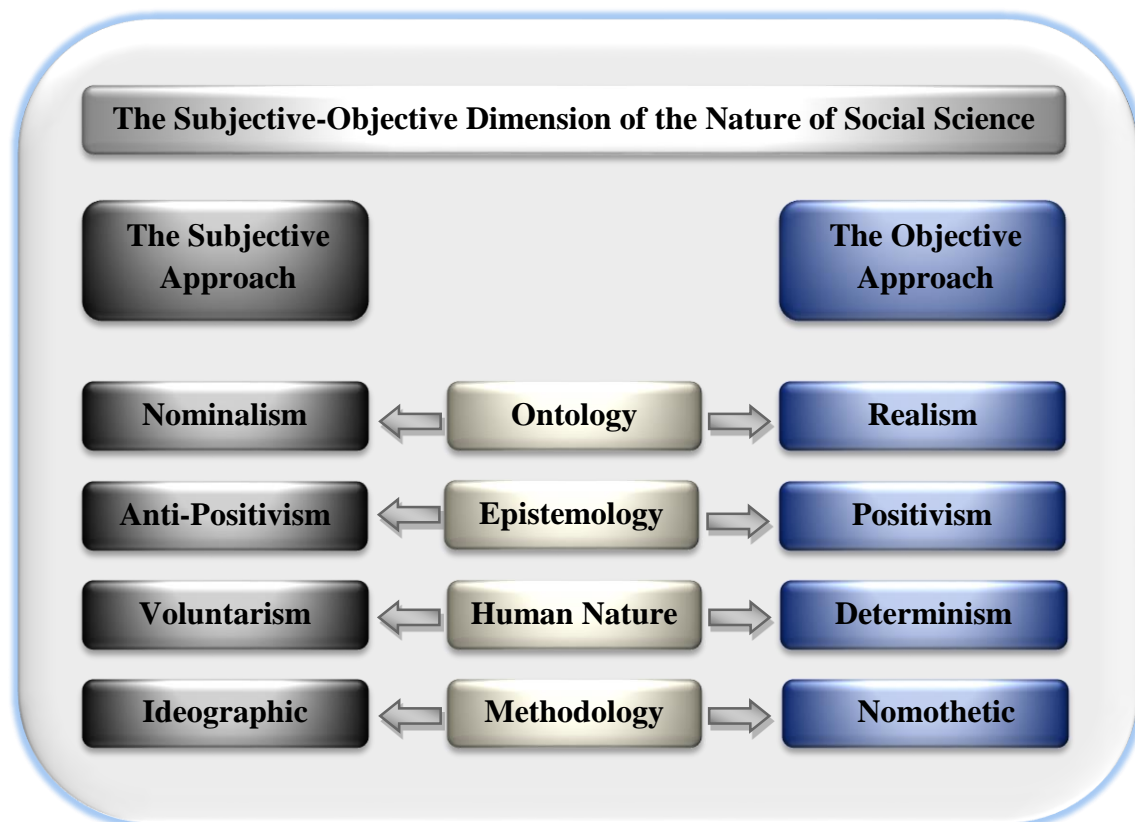 The Subjective-Objective Dimension of the Nature of Social Science
The Subjective
Approach
The Objective
Approach
Nominalism
Ontology
Realism
Anti-Positivism
Epistemology
Positivism
Voluntarism
Human Nature
Determinism
Ideographic
Methodology
Nomothetic